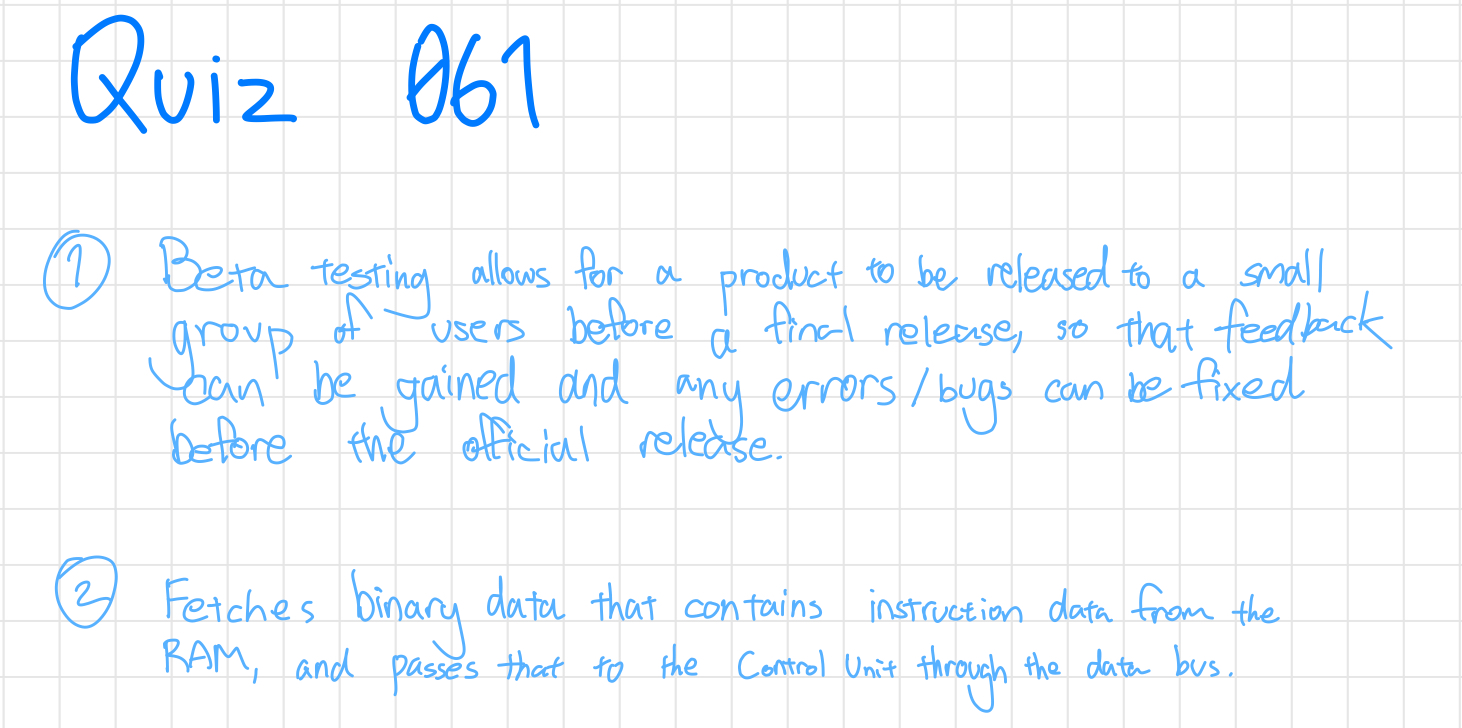 Quiz 061
① Beta testing allows for a product to be released to a small
group of users before a final release, so that feedback
can be gained and any errors/bugs can be fixed
before the official release.
② Fetches binary data that contains instruction data from the
RAM, and passes that to the Control Unit through the data bus.